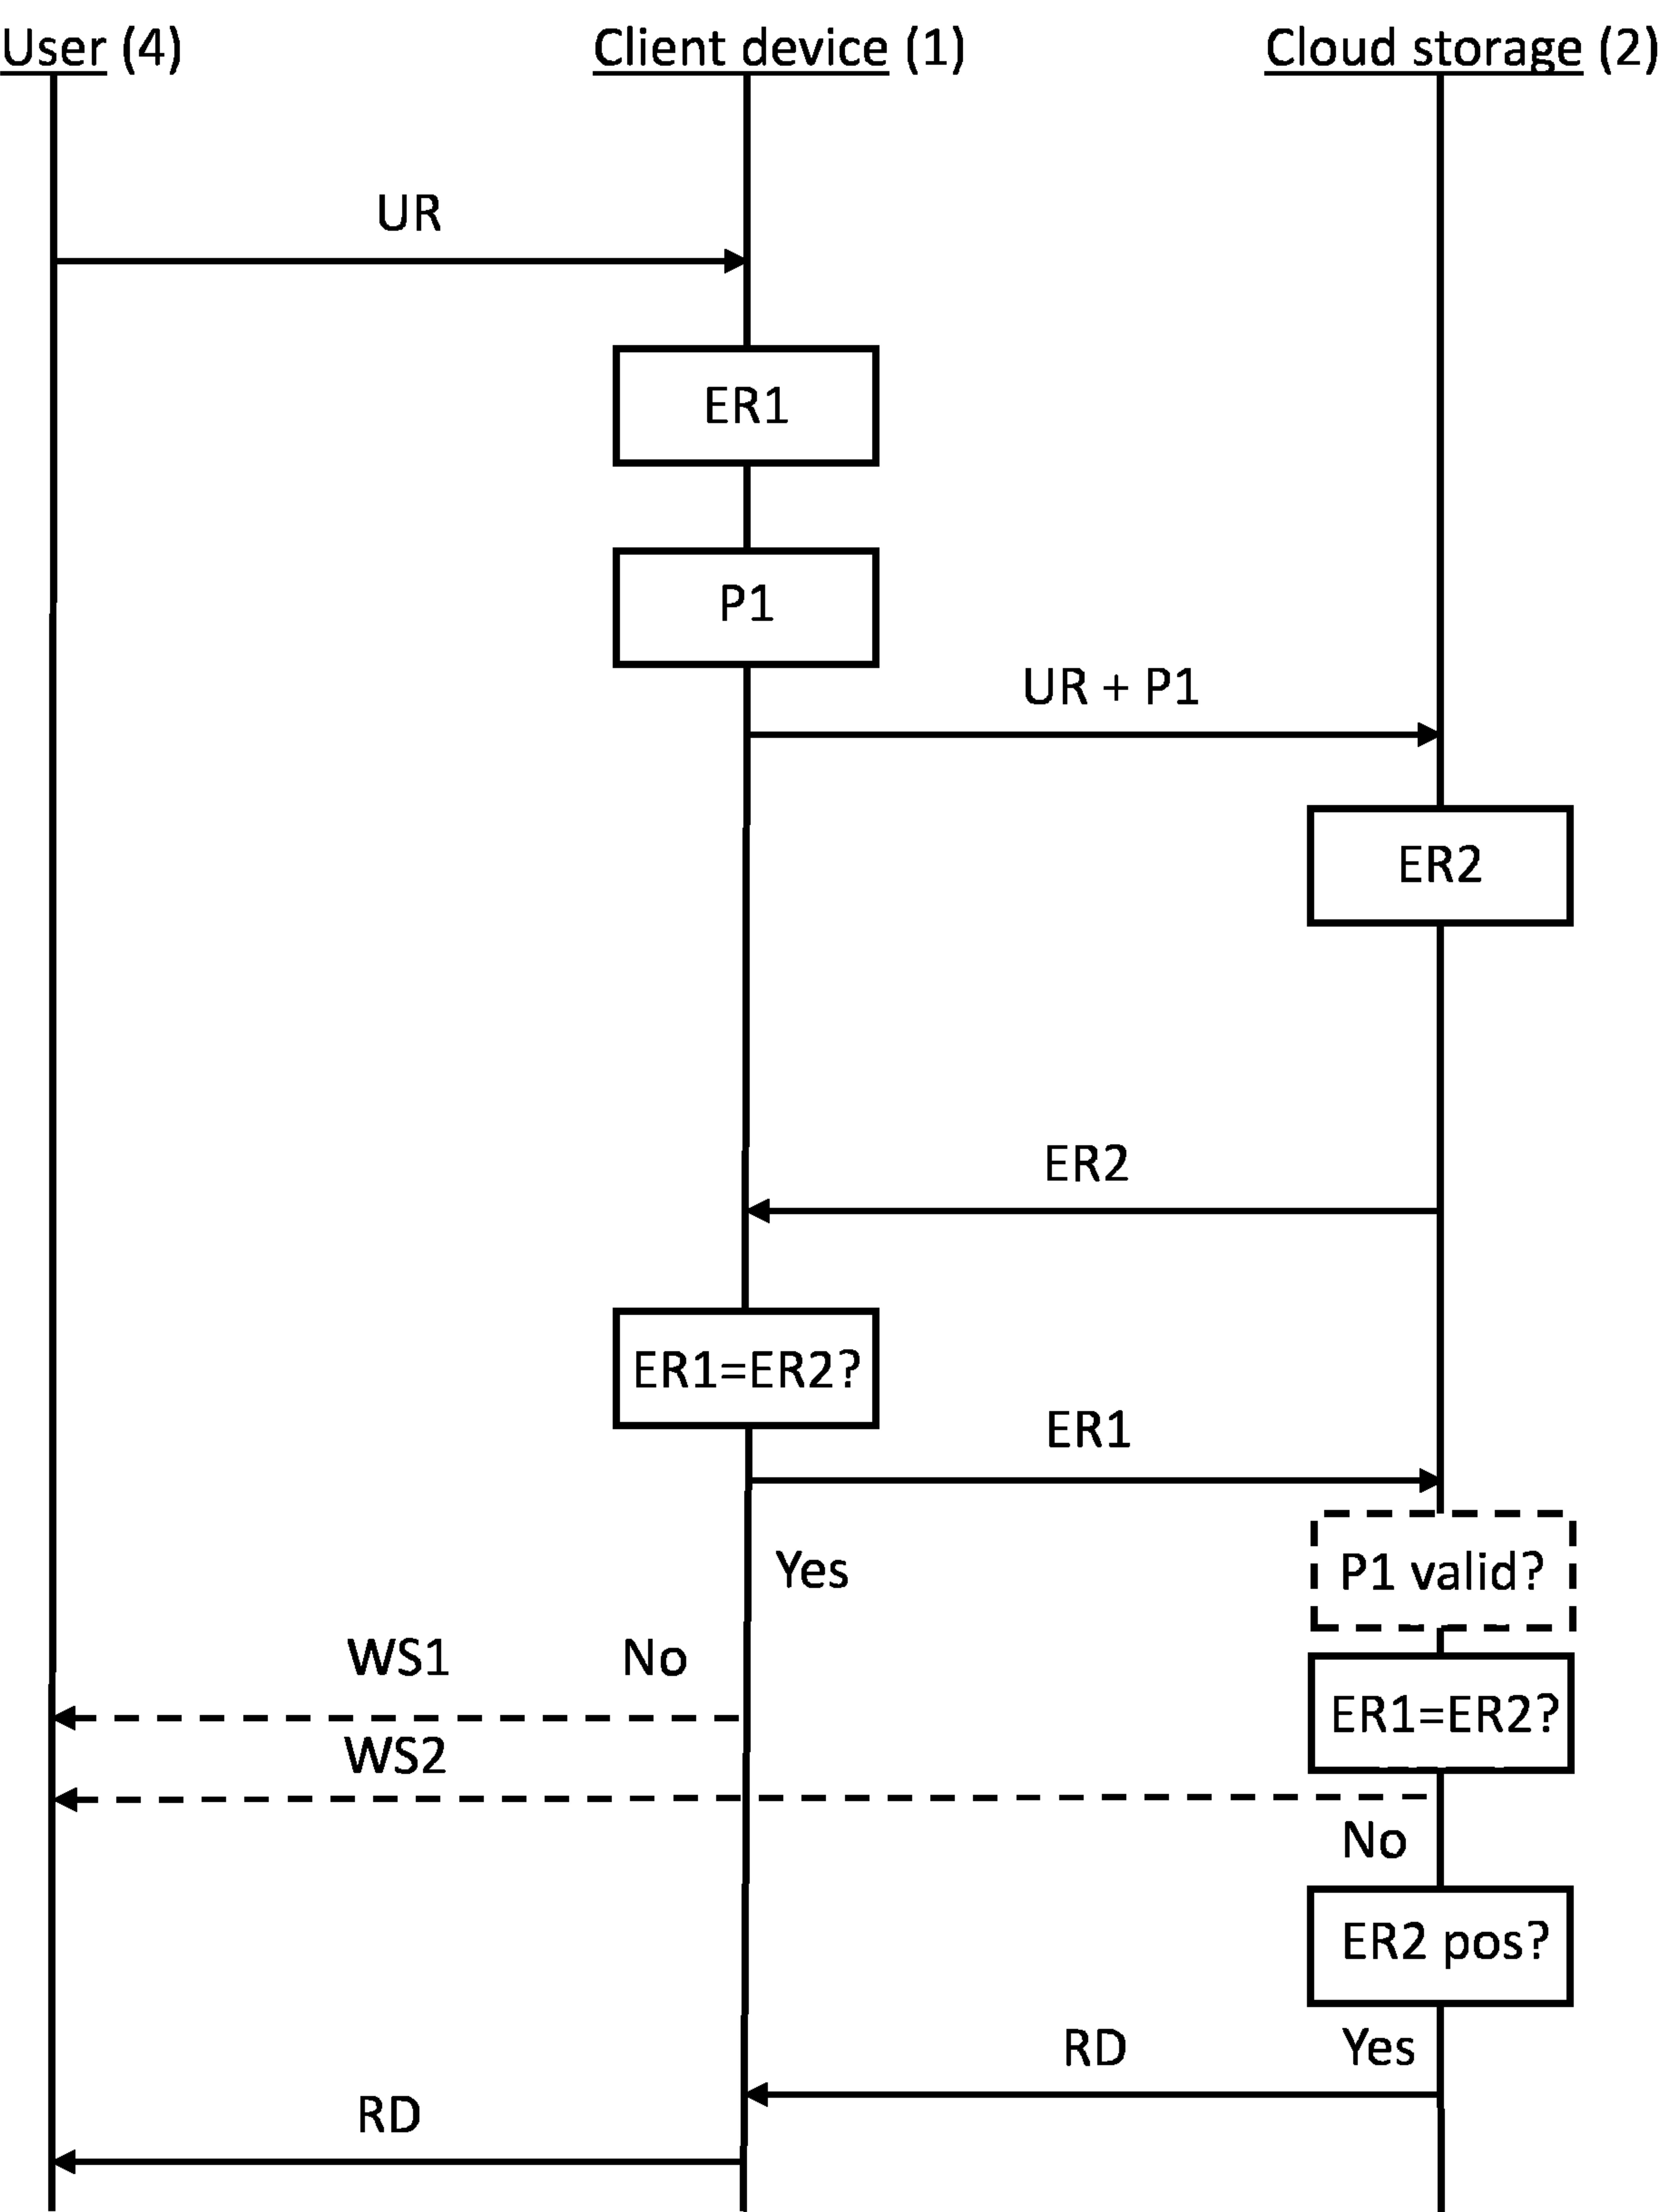 User (4) Client device (1) Cloud storage (2)
UR
ER1
P1
UR + P1
ER2
ER2
ER1=ER2?
ER1
Yes
P1 valid?
WS1 No
ER1=ER2?
WS2
No
ER2 pos?
RD Yes
RD